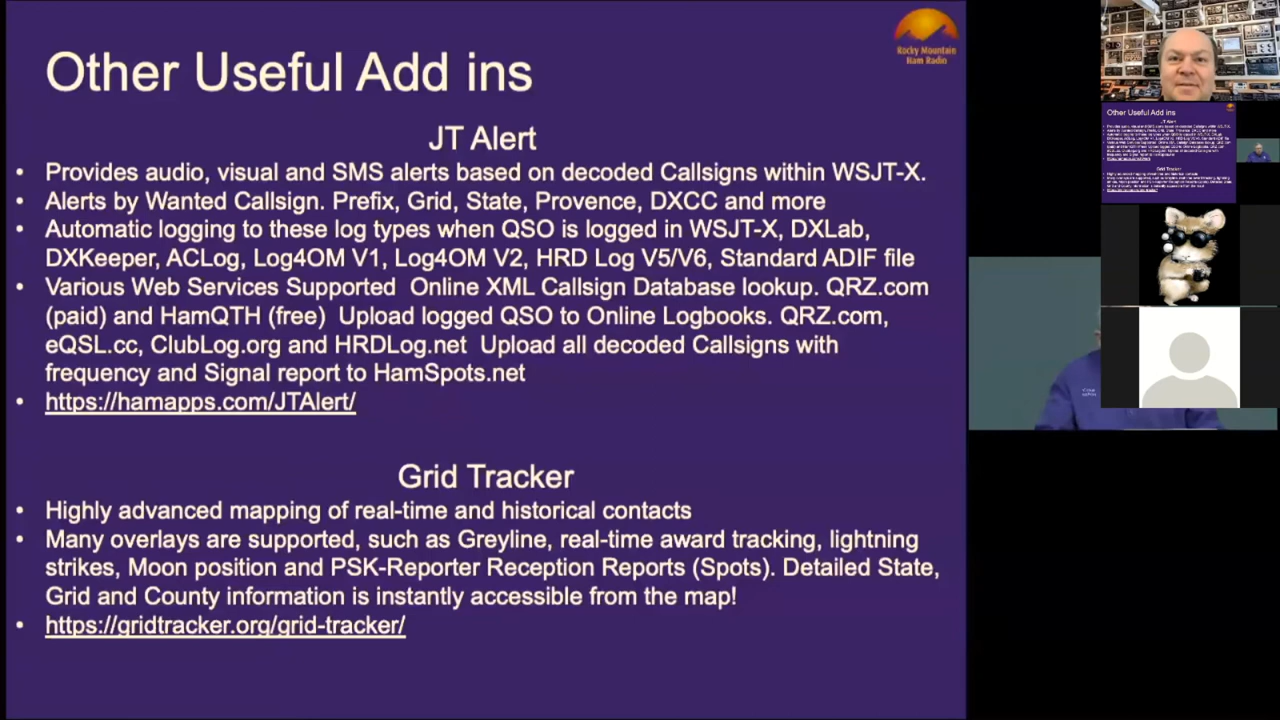 Other Useful Add ins
Rocky Mountain
Ham Radio
JT Alert
• Provides audio, visual and SMS alerts based on decoded Callsigns within WSJT-X.
• Alerts by Wanted Callsign. Prefix, Grid, State, Provence, DXCC and more
• Automatic logging to these log types when QSO is logged in WSJT-X, DXLab,
DXKeeper, ACLog, Log4OM V1, Log4OM V2, HRD Log V5/V6, Standard ADIF file
• Various Web Services Supported  Online XML Callsign Database lookup. QRZ.com
(paid) and HamQTH (free)  Upload logged QSO to Online Logbooks. QRZ.com,
eQSL.cc, ClubLog.org and HRDLog.net  Upload all decoded Callsigns with
frequency and Signal report to HamSpots.net
• https://hamapps.com/JTAlert/
Grid Tracker
• Highly advanced mapping of real-time and historical contacts
• Many overlays are supported, such as Greyline, real-time award tracking, lightning
strikes, Moon position and PSK-Reporter Reception Reports (Spots). Detailed State,
Grid and County information is instantly accessible from the map!
• https://gridtracker.org/grid-tracker/
Other Useful Add ins